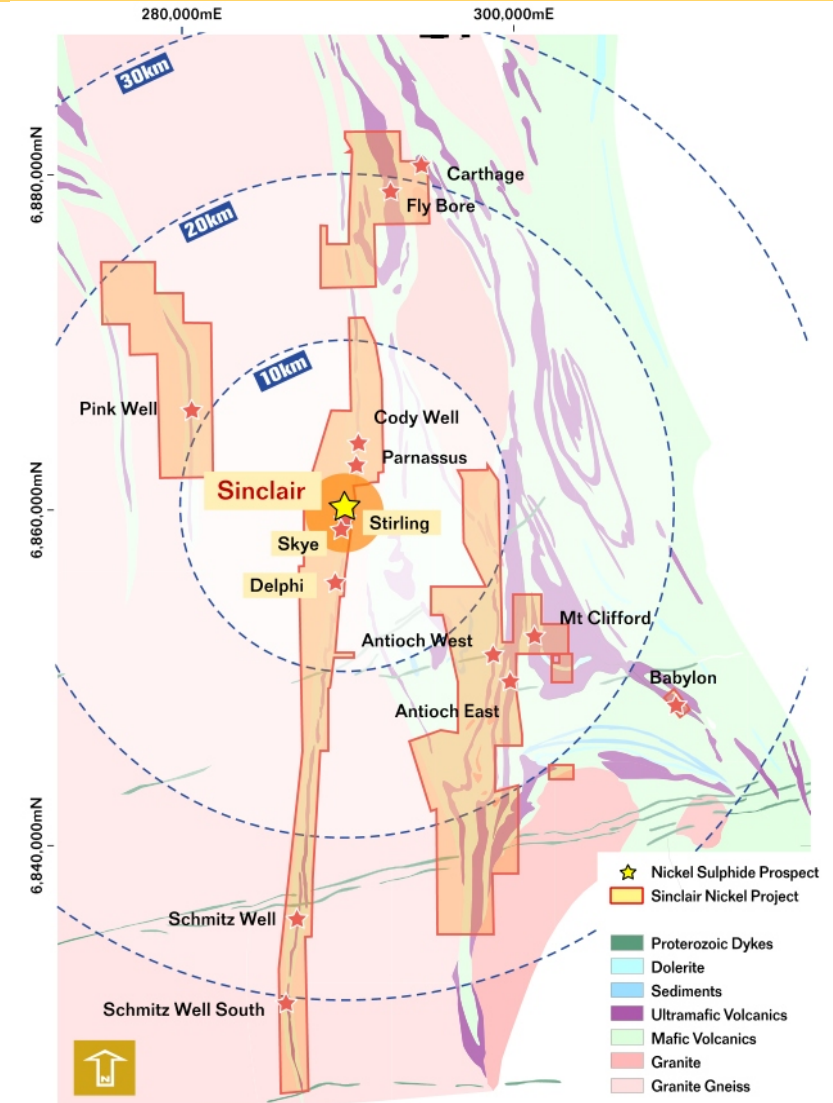 280,000mE
300,000mE
30km
6,880,000mN
Carthage
Fly Bore
20km
10km
Pink Well
Cody Well
Parnassus
Sinclair
6,860,000mN
Stirling
Skye
Delphi
Mt Clifford
Antioch West
Babylon
Antioch East
6,840,000mN
Nickel Sulphide Prospect
Sinclair Nickel Project
Schmitz Well
Proterozoic Dykes
Dolerite
Sediments
Schmitz Well South
Ultramafic Volcanics
Mafic Volcanics
Granite
Granite Gneiss
N